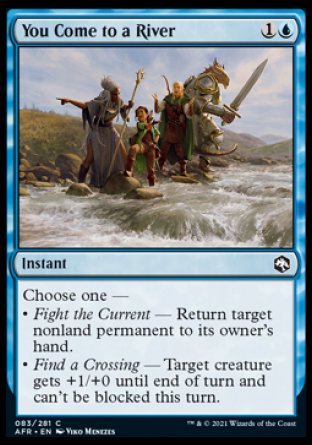 You Come to a River 1
Instant
Choose one —
• Fight the Current — Return target
nonland permanent to its owner's
hand.
• Find a Crossing — Target creature
gets +1/+0 until end of turn and
can't be blocked this turn.
083/281 C
AFR • EN Viko Menezes
™ & © 2021 Wizards of the Coast